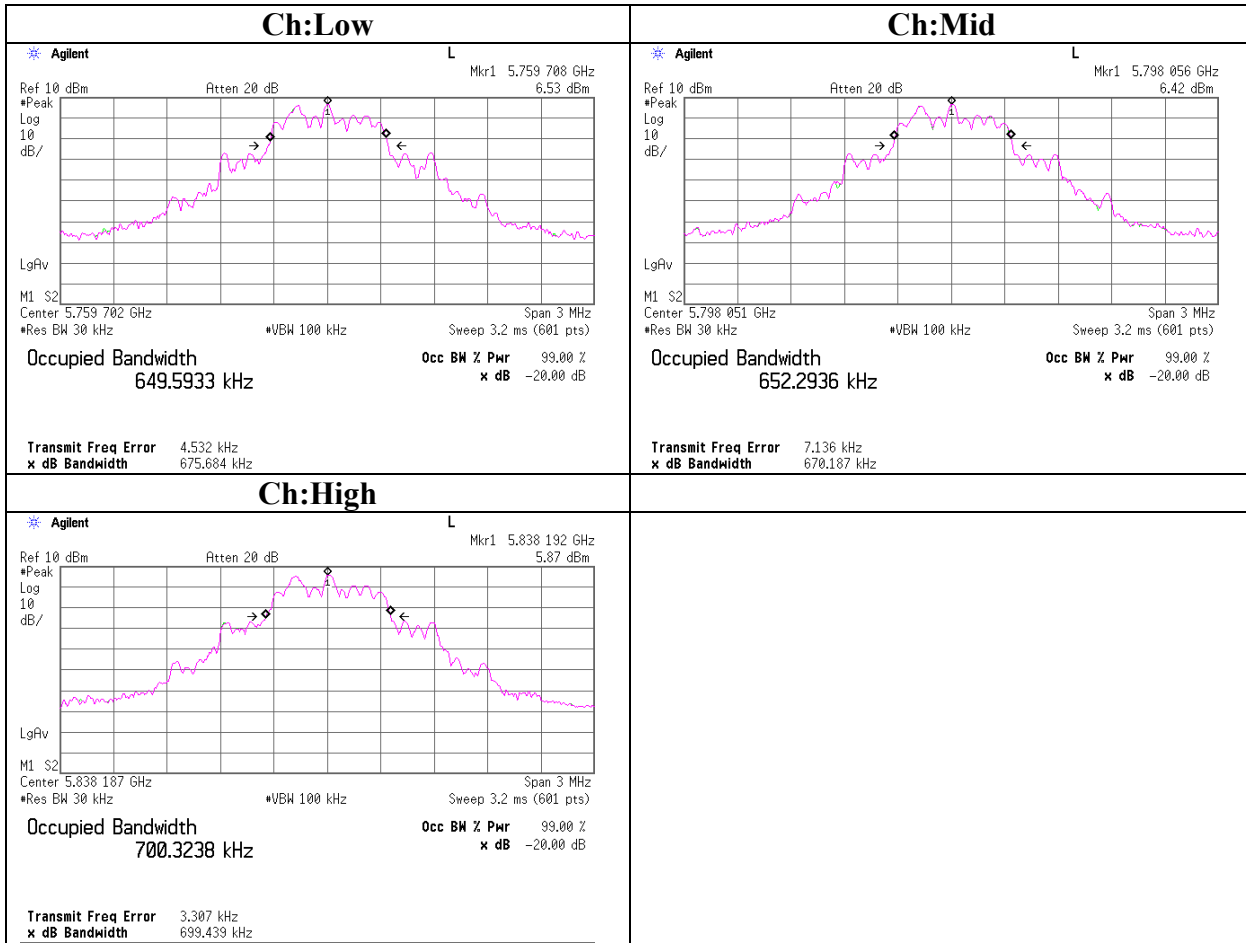 Ch:Low
Agilent L
Mkr1 5.759 708 GHz
Ref 10 dBm Atten 20 dB 6.53 dBm
#Peak
Log
10
dB/
1
LgAv
M1 S2
Center 5.759 702 GHz Span 3 MHz
#Res BW 30 kHz #VBW 100 kHz Sweep 3.2 ms (601 pts)
Occupied Bandwidth Occ BW % Pwr 99.00 %
649.5933 kHz x dB -20.00 dB
Transmit Freq Error 4.532 kHz
x dB Bandwidth 675.684 kHz
Ch:Mid
Agilent L
Mkr1 5.798 056 GHz
Ref 10 dBm Atten 20 dB 6.42 dBm
#Peak
Log
10
dB/
1
LgAv
M1 S2
Center 5.798 051 GHz Span 3 MHz
#Res BW 30 kHz #VBW 100 kHz Sweep 3.2 ms (601 pts)
Occupied Bandwidth Occ BW % Pwr 99.00 %
652.2936 kHz x dB -20.00 dB
Transmit Freq Error 7.136 kHz
x dB Bandwidth 670.187 kHz
Ch:High
Agilent L
Mkr1 5.838 192 GHz
Ref 10 dBm Atten 20 dB 5.87 dBm
#Peak
Log
10
dB/
1
LgAv
M1 S2
Center 5.838 187 GHz Span 3 MHz
#Res BW 30 kHz #VBW 100 kHz Sweep 3.2 ms (601 pts)
Occupied Bandwidth Occ BW % Pwr 99.00 %
700.3238 kHz x dB -20.00 dB
Transmit Freq Error 3.307 kHz
x dB Bandwidth 699.439 kHz